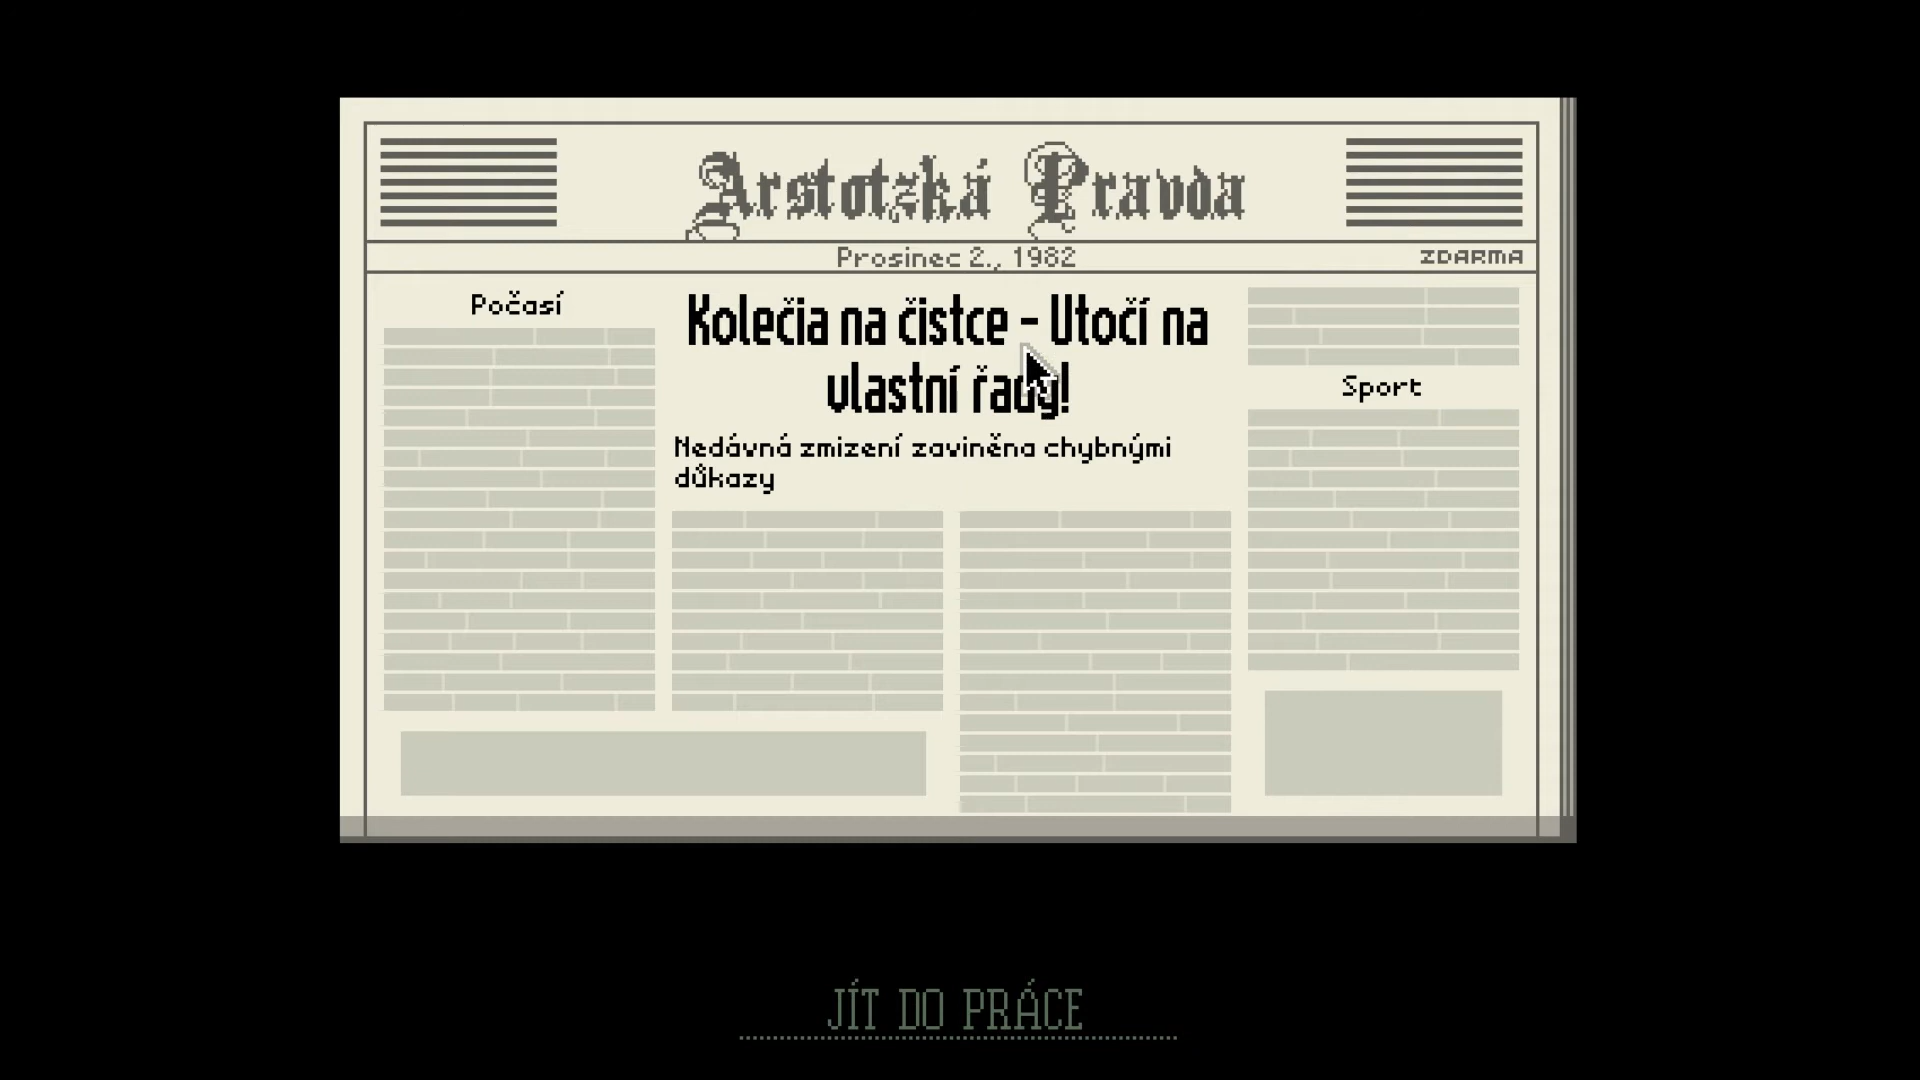 Arstotzká Pravda
Prosinec 2., 1982
ZDARMA
Počasí
Kolečia na čistce - Utočí na
vlastní řady!
Nedávná zmizení zaviněna chybnými
důkazy
Sport
JÍT DO PRÁCE